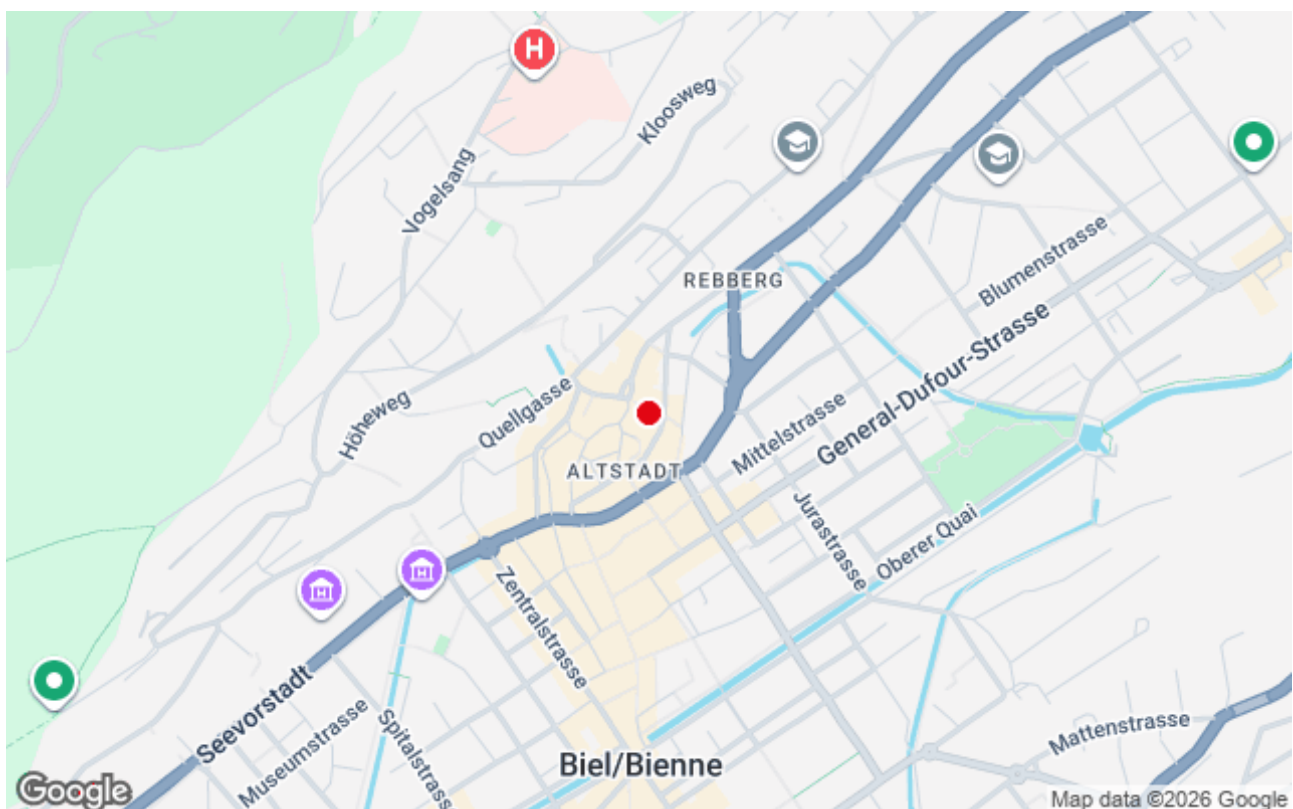 H
Kloosweg
Vogelsang
REBBERG
Blumenstrasse
General-Dufour-Strasse
Höheweg
Quellgasse
Mittelstrasse
ALTSTADT
Jurastrasse
Oberer Quai
Zentralstrasse
Seevorstadt
Museumstrasse
Spitalstrasse
Mattenstrasse
Biel/Bienne
Google
Map data ©2026 Google